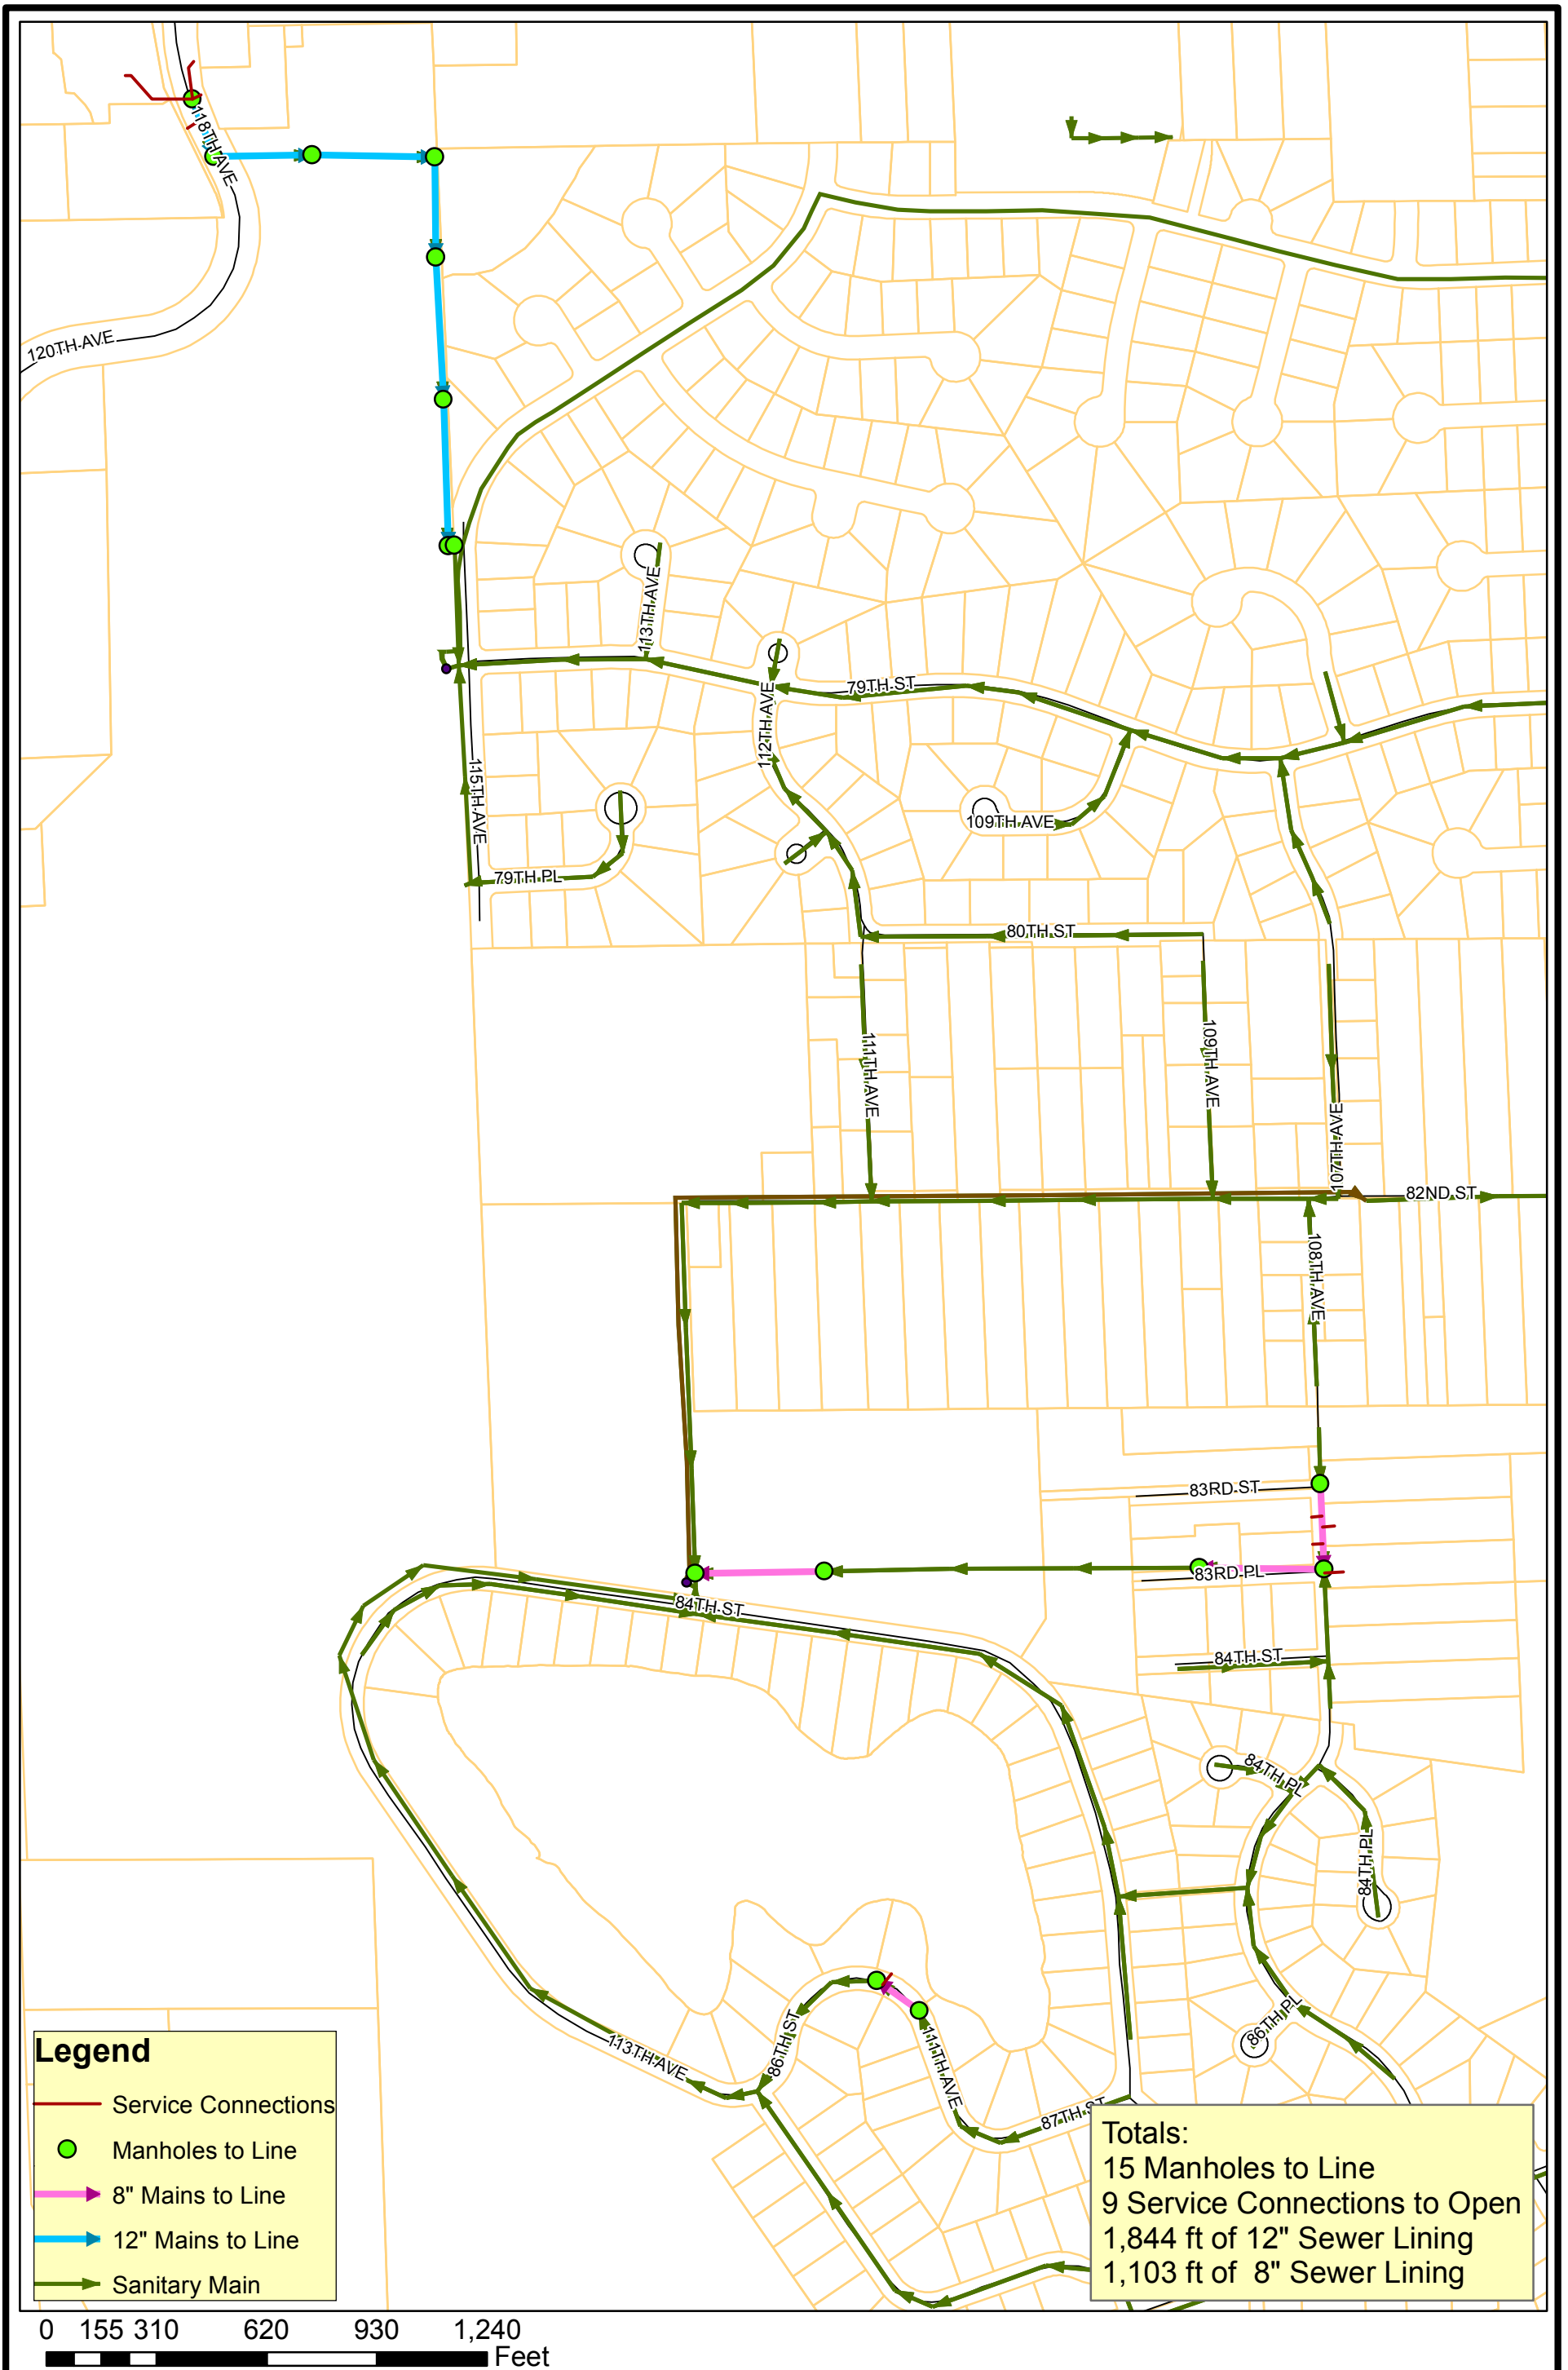 118TH AVE
120TH AVE
113TH AVE
79TH ST
112TH AVE
115TH AVE
109TH AVE
79TH PL
80TH ST
111TH AVE
109TH AVE
107TH AVE
82ND ST
108TH AVE
83RD ST
83RD PL
84TH ST
84TH ST
84TH PL
84TH PL
86TH ST
86TH PL
113TH AVE
111TH AVE
87TH ST
Legend
Service Connections
Manholes to Line
8" Mains to Line
12" Mains to Line
Sanitary Main
Totals:
15 Manholes to Line
9 Service Connections to Open
1,844 ft of 12" Sewer Lining
1,103 ft of  8" Sewer Lining
0 155 310 620 930 1,240
Feet